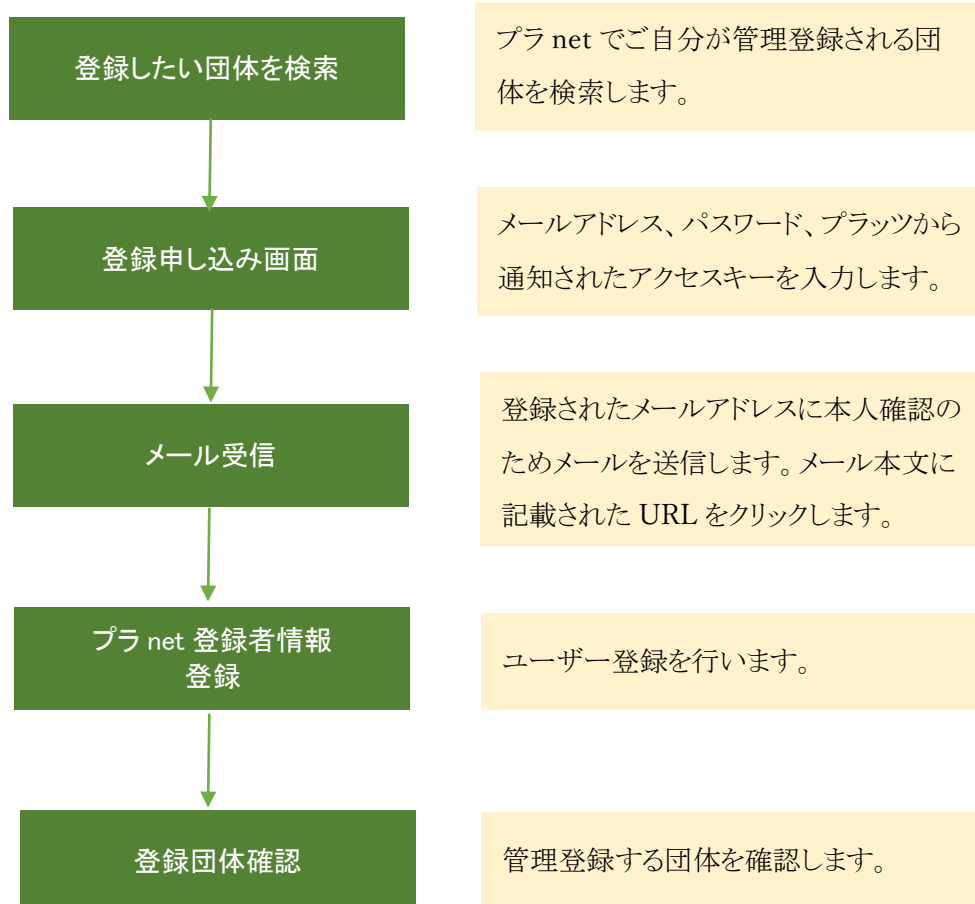 登録したい団体を検索
プラ net でご自分が管理登録される団
体を検索します。
登録申し込み画面
メールアドレス、パスワード、プラッツから
通知されたアクセスキーを入力します。
メール受信
登録されたメールアドレスに本人確認の
ためメールを送信します。メール本文に
記載された URL をクリックします。
プラ net 登録者情報
登録
ユーザー登録を行います。
登録団体確認
管理登録する団体を確認します。